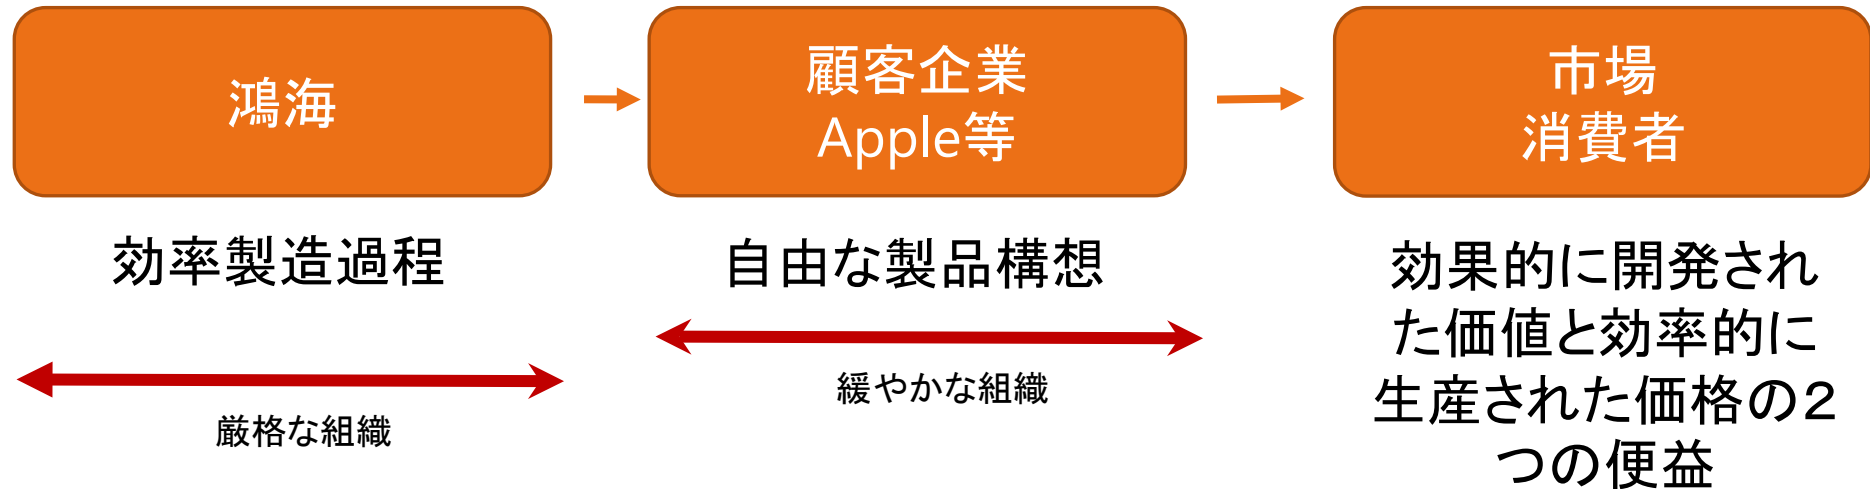 鴻海
顧客企業
Apple等
市場
消費者
効率製造過程
自由な製品構想
効果的に開発され
た価値と効率的に
生産された価格の２
つの便益
厳格な組織
緩やかな組織